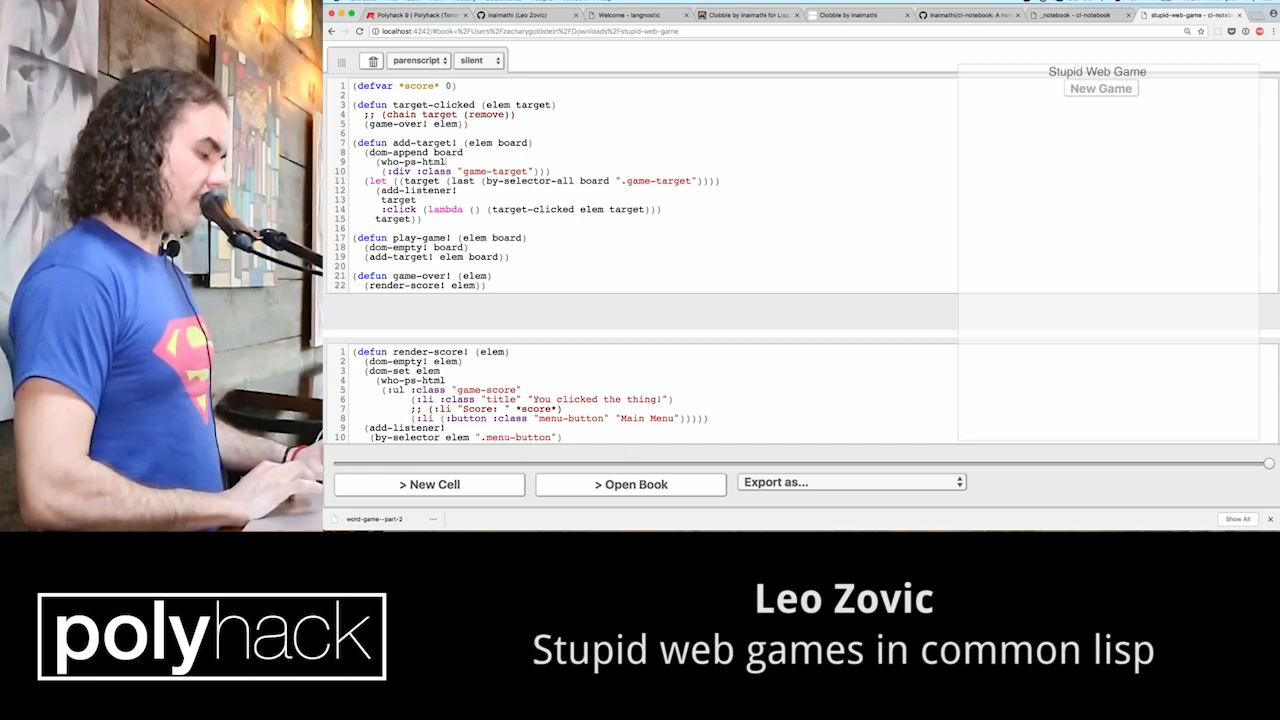 Polyhack 9 | Polyhack (Toron
inaimathi (Leo Zovic)
Welcome - langnostic
Clobble by inaimathi for Lis
Clobble by inaimathi
inaimathi/cl-notebook: A not
_notebook - cl-notebook
stupid-web-game - cl-noteb
localhost:4242/#book=%2FUsers%2Fzacharygoldstein%2FDownloads%2Fstupid-web-game
parenscript
silent
1 (defvar *score* 0)
2
3 (defun target-clicked (elem target)
4 ;; (chain target (remove))
5 (game-over! elem))
6
7 (defun add-target! (elem board)
8 (dom-append board
9 (who-ps-html
10 (:div :class "game-target")))
11 (let ((target (last (by-selector-all board ".game-target"))))
12 (add-listener!
13 target
14 :click (lambda () (target-clicked elem target)))
15 target))
16
17 (defun play-game! (elem board)
18 (dom-empty! board)
19 (add-target! elem board))
20
21 (defun game-over! (elem)
22 (render-score! elem))
Stupid Web Game
New Game
1 (defun render-score! (elem)
2 (dom-empty! elem)
3 (dom-set elem
4 (who-ps-html
5 (:ul :class "game-score"
6 (:li :class "title" "You clicked the thing!")
7 ;; (:li "Score: " *score*)
8 (:li (:button :class "menu-button" "Main Menu")))))
9 (add-listener!
10 (by-selector elem ".menu-button")
> New Cell
> Open Book
Export as...
word-game--part-2
Show All
polyhack
Leo Zovic
Stupid web games in common lisp